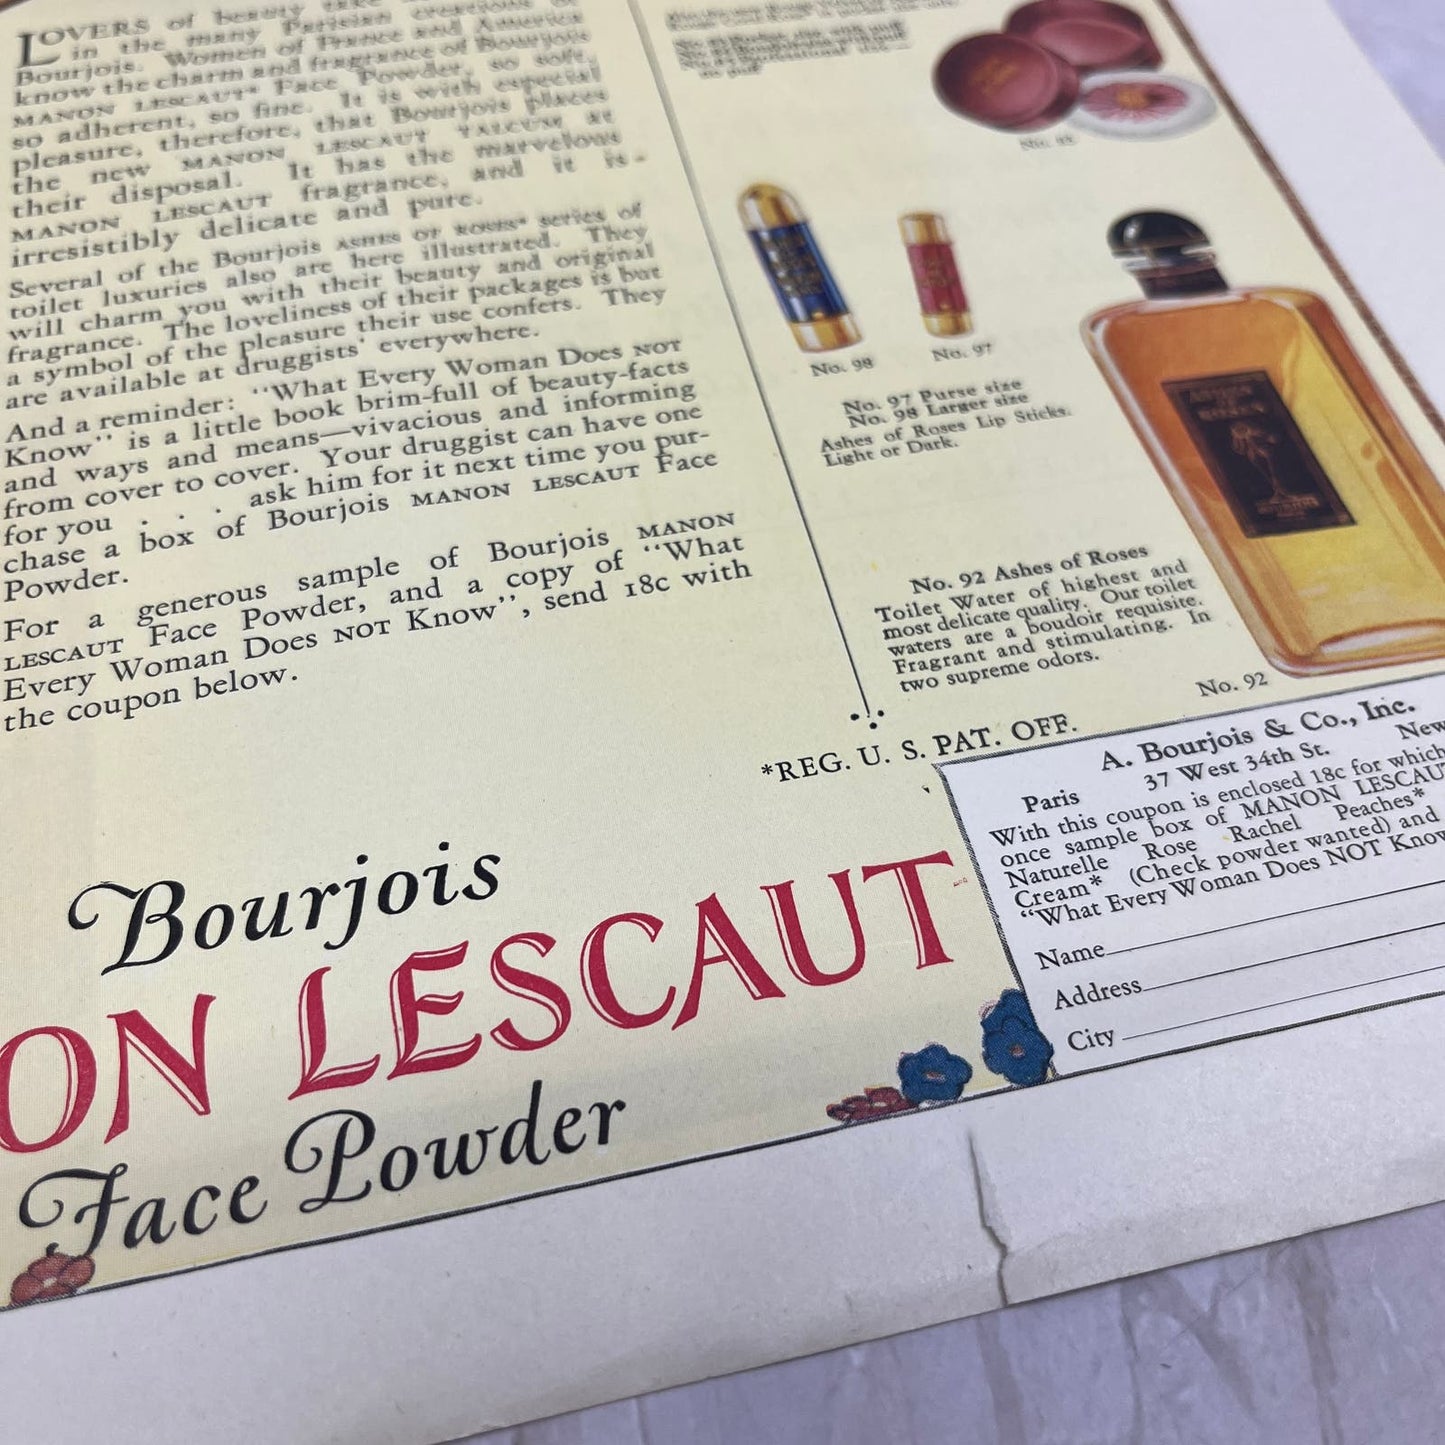 LOVERS of beauty take
in the many Parisian creations of
Bourjois. Women of France and America
know the charm and fragrance of Bourjois
MANON LESCAUT* Face Powder, so soft,
so adherent, so fine. It is with especial
pleasure, therefore, that Bourjois places
the new MANON LESCAUT TALCUM at
their disposal. It has the marvelous
MANON LESCAUT fragrance, and it is
irresistibly delicate and pure.
Several of the Bourjois ASHES OF ROSES* series of
toilet luxuries also are here illustrated. They
will charm you with their beauty and original
fragrance. The loveliness of their packages is but
a symbol of the pleasure their use confers. They
are available at druggists' everywhere.
And a reminder: "What Every Woman Does NOT
Know" is a little book brim-full of beauty-facts
and ways and means—vivacious and informing
from cover to cover. Your druggist can have one
for you . . . ask him for it next time you pur-
chase a box of Bourjois MANON LESCAUT Face
Powder.
For a generous sample of Bourjois MANON
LESCAUT Face Powder, and a copy of "What
Every Woman Does NOT Know", send 18c with
the coupon below.
No. 98
No. 97
No. 97 Purse size
No. 98 Larger size
Ashes of Roses Lip Sticks.
Light or Dark.
No. 92 Ashes of Roses
Toilet Water of highest and
most delicate quality. Our toilet
waters are a boudoir requisite.
Fragrant and stimulating. In
two supreme odors.
No. 92
*REG. U. S. PAT. OFF.
Bourjois
ON LESCAUT
Face Powder
A. Bourjois & Co., Inc.
Paris 37 West 34th St. New
With this coupon is enclosed 18c for which
once sample box of MANON LESCAUT
Naturelle Rose Rachel Peaches*
Cream* (Check powder wanted) and
"What Every Woman Does NOT Know
Name
Address
City